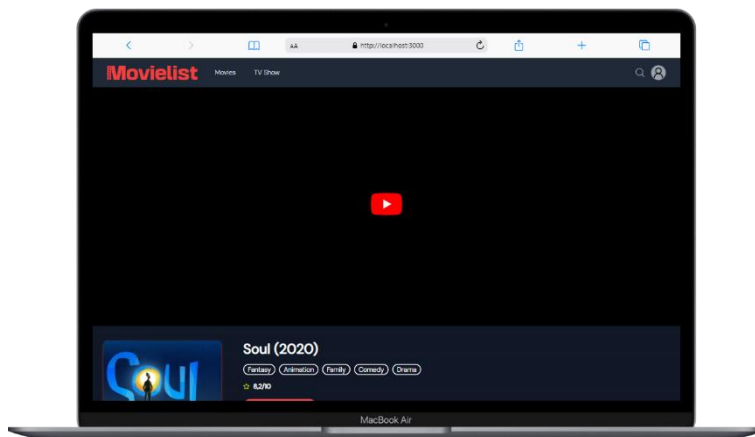 AA http://localhost:3000
Movielist Movies TV Show
Soul (2020)
Fantasy Animation Family Comedy Drama
8,2/10
Soul
MacBook Air